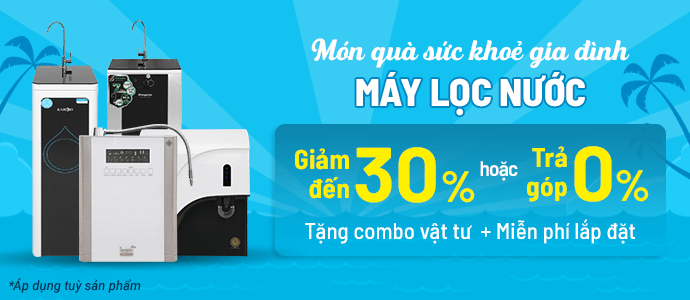 Món quà sức khoẻ gia đình
MÁY LỌC NƯỚC
Giảm đến 30% hoặc Trả góp 0%
Tặng combo vật tư + Miễn phí lắp đặt
KAROFI
*Áp dụng tuỳ sản phẩm